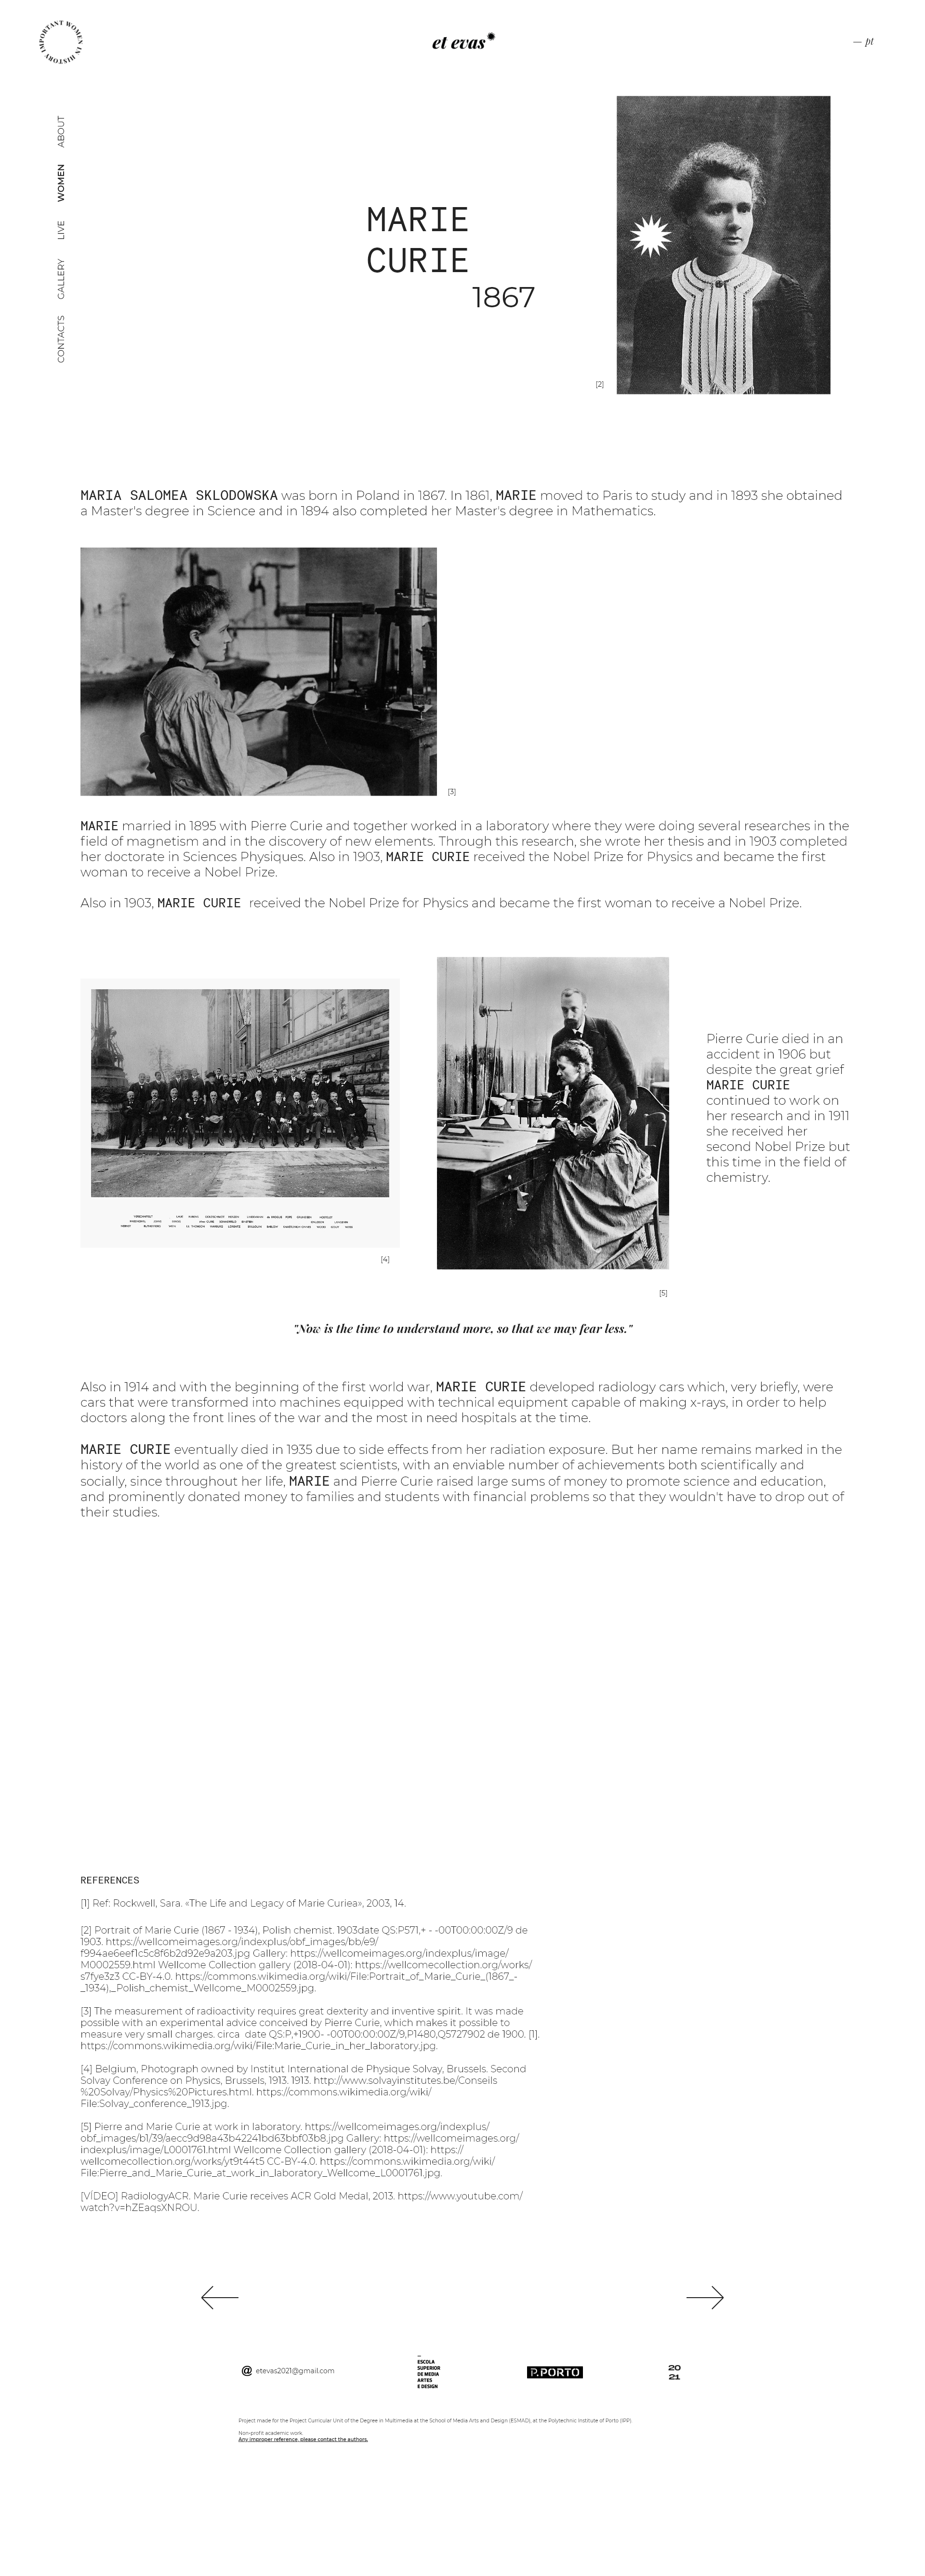 IMPORTANT WOMEN IN HISTORY
et evas
— pt
ABOUT
WOMEN
LIVE
GALLERY
CONTACTS
MARIE
CURIE
1867
[2]
MARIA SALOMEA SKLODOWSKA was born in Poland in 1867. In 1861, MARIE moved to Paris to study and in 1893 she obtained
a Master's degree in Science and in 1894 also completed her Master's degree in Mathematics.
[3]
MARIE married in 1895 with Pierre Curie and together worked in a laboratory where they were doing several researches in the
field of magnetism and in the discovery of new elements. Through this research, she wrote her thesis and in 1903 completed
her doctorate in Sciences Physiques. Also in 1903, MARIE CURIE received the Nobel Prize for Physics and became the first
woman to receive a Nobel Prize.
Also in 1903, MARIE CURIE received the Nobel Prize for Physics and became the first woman to receive a Nobel Prize.
[4]
[5]
Pierre Curie died in an
accident in 1906 but
despite the great grief
MARIE CURIE
continued to work on
her research and in 1911
she received her
second Nobel Prize but
this time in the field of
chemistry.
"Now is the time to understand more, so that we may fear less."
Also in 1914 and with the beginning of the first world war, MARIE CURIE developed radiology cars which, very briefly, were
cars that were transformed into machines equipped with technical equipment capable of making x-rays, in order to help
doctors along the front lines of the war and the most in need hospitals at the time.
MARIE CURIE eventually died in 1935 due to side effects from her radiation exposure. But her name remains marked in the
history of the world as one of the greatest scientists, with an enviable number of achievements both scientifically and
socially, since throughout her life, MARIE and Pierre Curie raised large sums of money to promote science and education,
and prominently donated money to families and students with financial problems so that they wouldn't have to drop out of
their studies.
REFERENCES
[1] Ref: Rockwell, Sara. «The Life and Legacy of Marie Curiea», 2003, 14.
[2] Portrait of Marie Curie (1867 - 1934), Polish chemist. 1903date QS:P571,+ - -00T00:00:00Z/9 de
1903. https://wellcomeimages.org/indexplus/obf_images/bb/e9/
f994ae6eef1c5c8f6b2d92e9a203.jpg Gallery: https://wellcomeimages.org/indexplus/image/
M0002559.html Wellcome Collection gallery (2018-04-01): https://wellcomecollection.org/works/
s7fye3z3 CC-BY-4.0. https://commons.wikimedia.org/wiki/File:Portrait_of_Marie_Curie_(1867_-
_1934),_Polish_chemist_Wellcome_M0002559.jpg.
[3] The measurement of radioactivity requires great dexterity and inventive spirit. It was made
possible with an experimental advice conceived by Pierre Curie, which makes it possible to
measure very small charges. circa date QS:P,+1900- -00T00:00:00Z/9,P1480,Q5727902 de 1900. [1].
https://commons.wikimedia.org/wiki/File:Marie_Curie_in_her_laboratory.jpg.
[4] Belgium, Photograph owned by Institut International de Physique Solvay, Brussels. Second
Solvay Conference on Physics, Brussels, 1913. 1913. http://www.solvayinstitutes.be/Conseils
%20Solvay/Physics%20Pictures.html. https://commons.wikimedia.org/wiki/
File:Solvay_conference_1913.jpg.
[5] Pierre and Marie Curie at work in laboratory. https://wellcomeimages.org/indexplus/
obf_images/b1/39/aecc9d98a43b42241bd63bbf03b8.jpg Gallery: https://wellcomeimages.org/
indexplus/image/L0001761.html Wellcome Collection gallery (2018-04-01): https://
wellcomecollection.org/works/yt9t44t5 CC-BY-4.0. https://commons.wikimedia.org/wiki/
File:Pierre_and_Marie_Curie_at_work_in_laboratory_Wellcome_L0001761.jpg.
[VÍDEO] RadiologyACR. Marie Curie receives ACR Gold Medal, 2013. https://www.youtube.com/
watch?v=hZEaqsXNROU.
@ etevas2021@gmail.com
ESCOLA
SUPERIOR
DE MEDIA
ARTES
E DESIGN
P.PORTO
20
21
Project made for the Project Curricular Unit of the Degree in Multimedia at the School of Media Arts and Design (ESMAD), at the Polytechnic Institute of Porto (IPP)
Non-profit academic work
Any improper reference, please contact the authors.